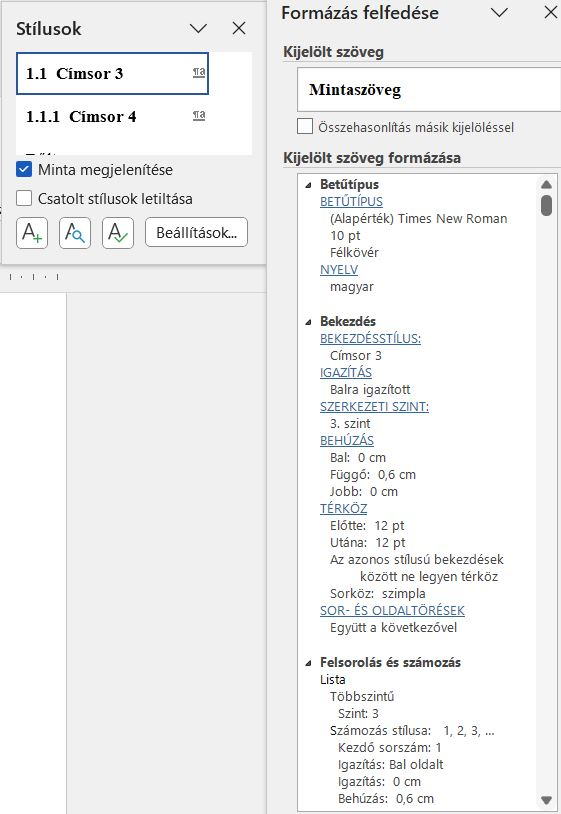 Stílusok
1.1 Címsor 3 ¶a
1.1.1 Címsor 4 ¶a
Minta megjelenítése
Csatolt stílusok letiltása
Beállítások...
Formázás felfedése
Kijelölt szöveg
Mintaszöveg
Összehasonlítás másik kijelöléssel
Kijelölt szöveg formázása
Betűtípus
BETŰTÍPUS
(Alapérték) Times New Roman
10 pt
Félkövér
NYELV
magyar
Bekezdés
BEKEZDÉSSTÍLUS:
Címsor 3
IGAZÍTÁS
Balra igazított
SZERKEZETI SZINT:
3. szint
BEHÚZÁS
Bal: 0 cm
Függő: 0,6 cm
Jobb: 0 cm
TÉRKÖZ
Előtte: 12 pt
Utána: 12 pt
Az azonos stílusú bekezdések
között ne legyen térköz
Sorköz: szimpla
SOR- ÉS OLDALTÖRÉSEK
Együtt a következővel
Felsorolás és számozás
Lista
Többszintű
Szint: 3
Számozás stílusa: 1, 2, 3, ...
Kezdő sorszám: 1
Igazítás: Bal oldalt
Igazítás: 0 cm
Behúzás: 0,6 cm